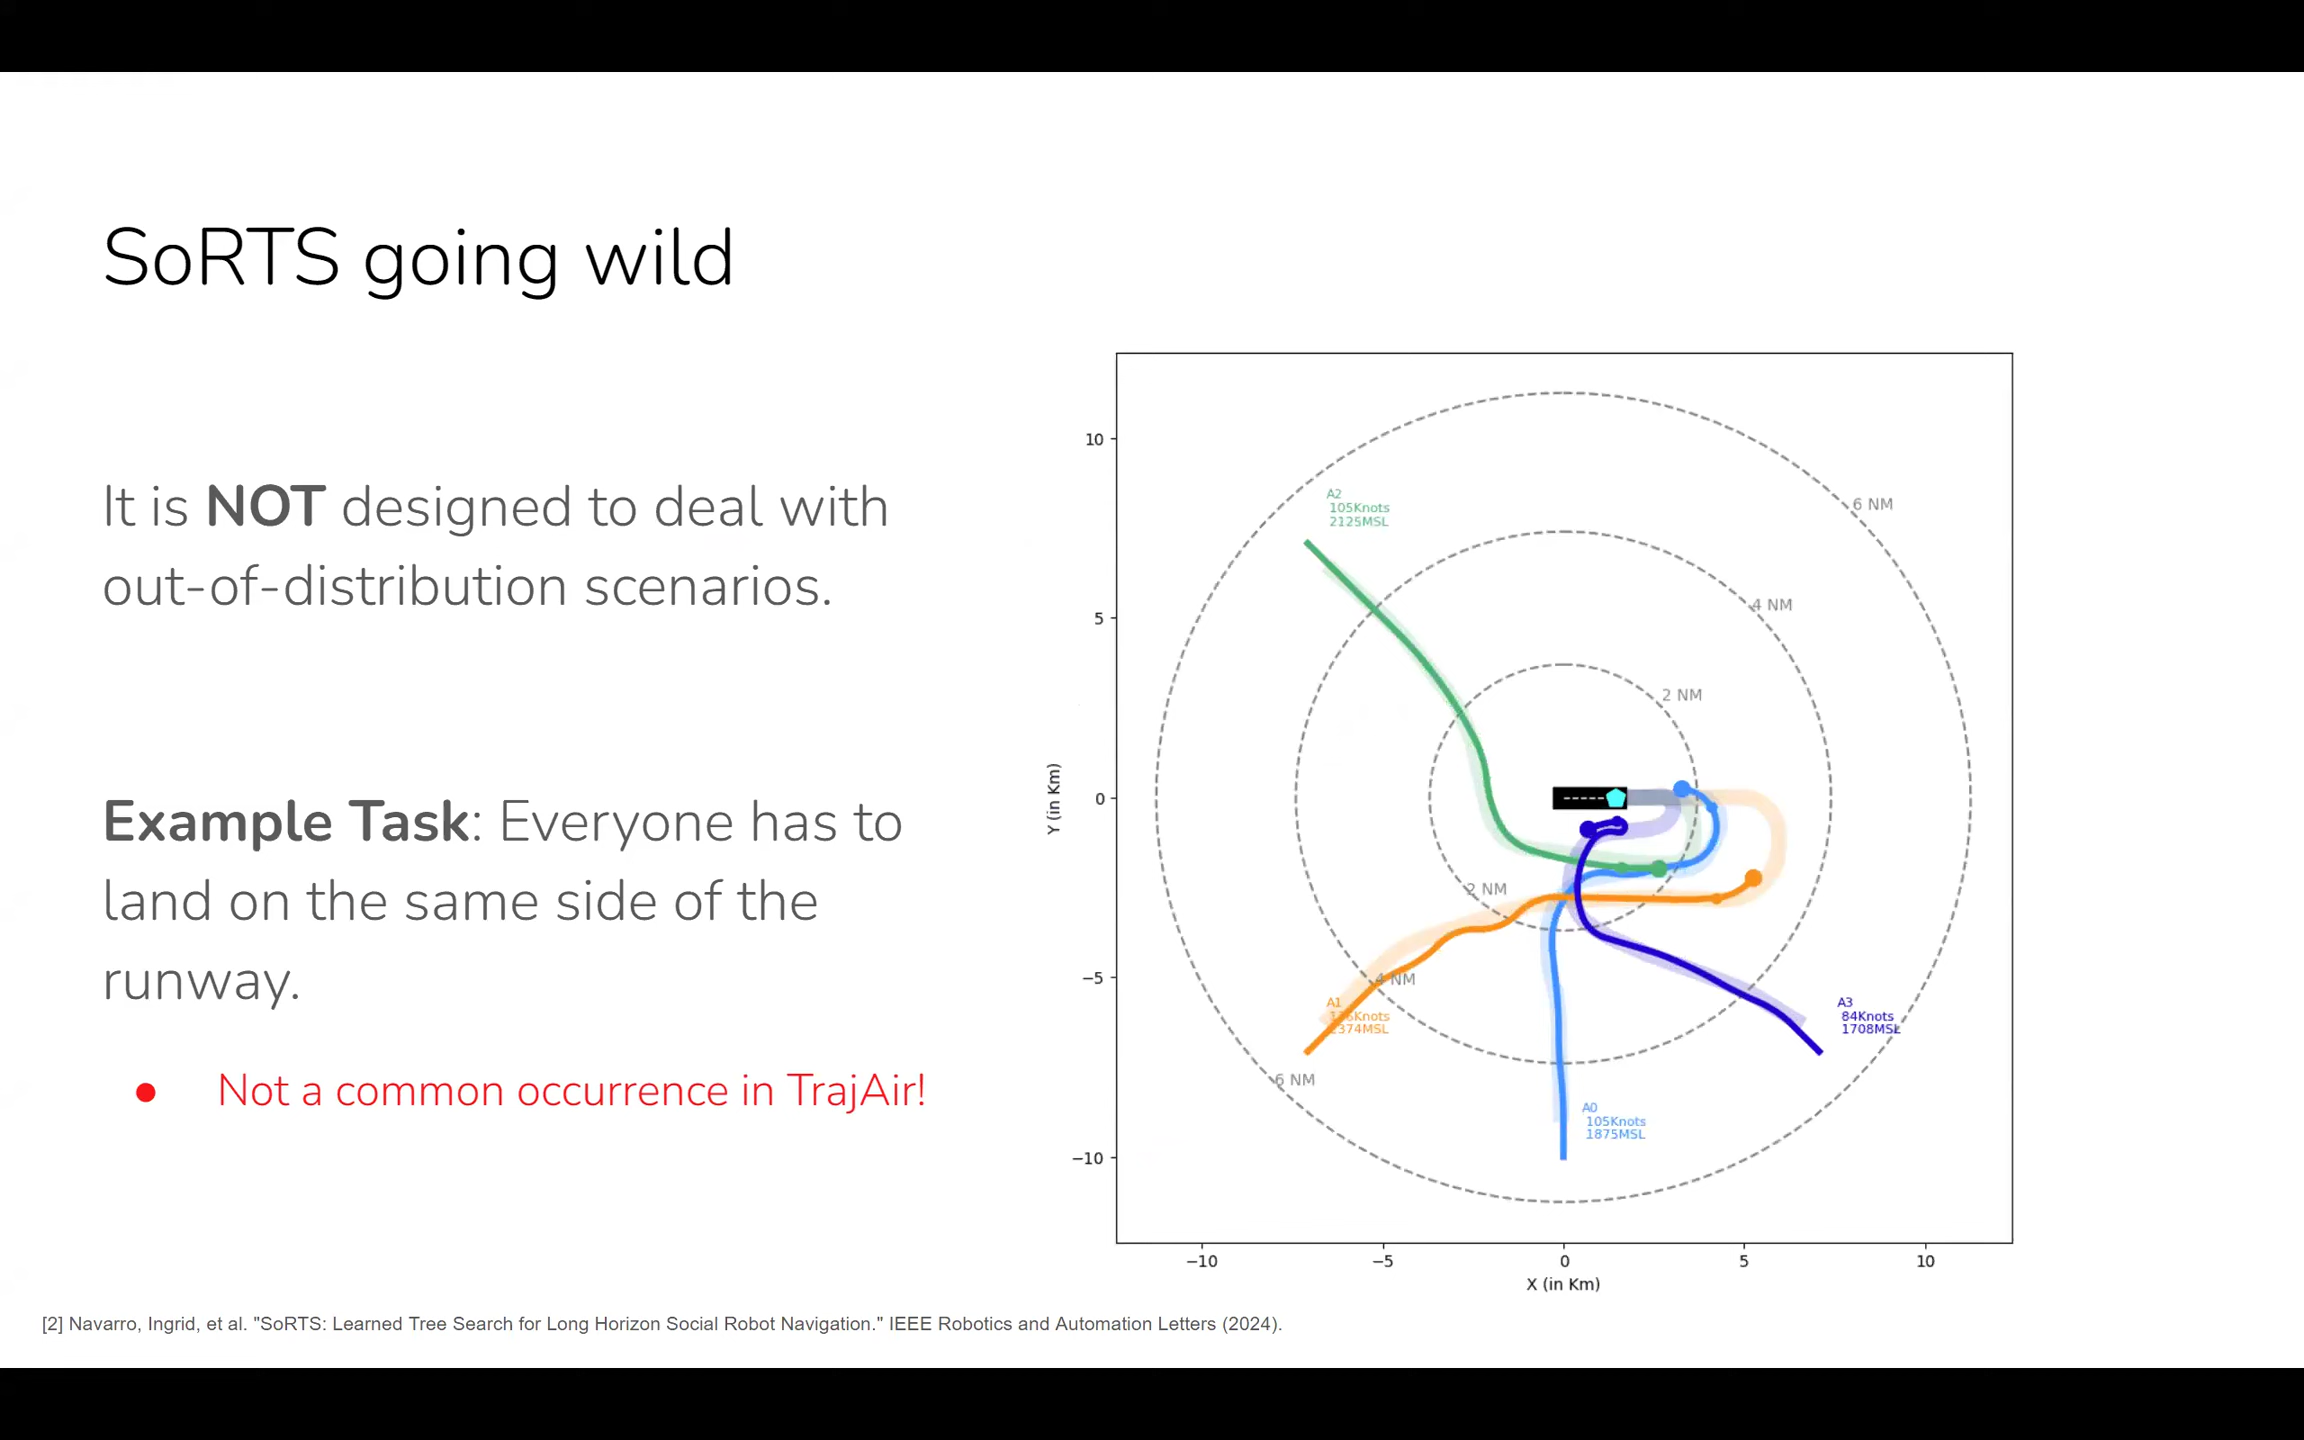 SoRTS going wild
It is NOT designed to deal with
out-of-distribution scenarios.
Example Task: Everyone has to
land on the same side of the
runway.
● Not a common occurrence in TrajAir!
A2
105Knots
2125MSL
6 NM
4 NM
2 NM
2 NM
4 NM
6 NM
A1
Knots
2374MSL
A3
84Knots
1708MSL
A0
105Knots
1875MSL
10
5
0
−5
−10
Y (in Km)
−10
−5
0
5
10
X (in Km)
[2] Navarro, Ingrid, et al. "SoRTS: Learned Tree Search for Long Horizon Social Robot Navigation." IEEE Robotics and Automation Letters (2024).